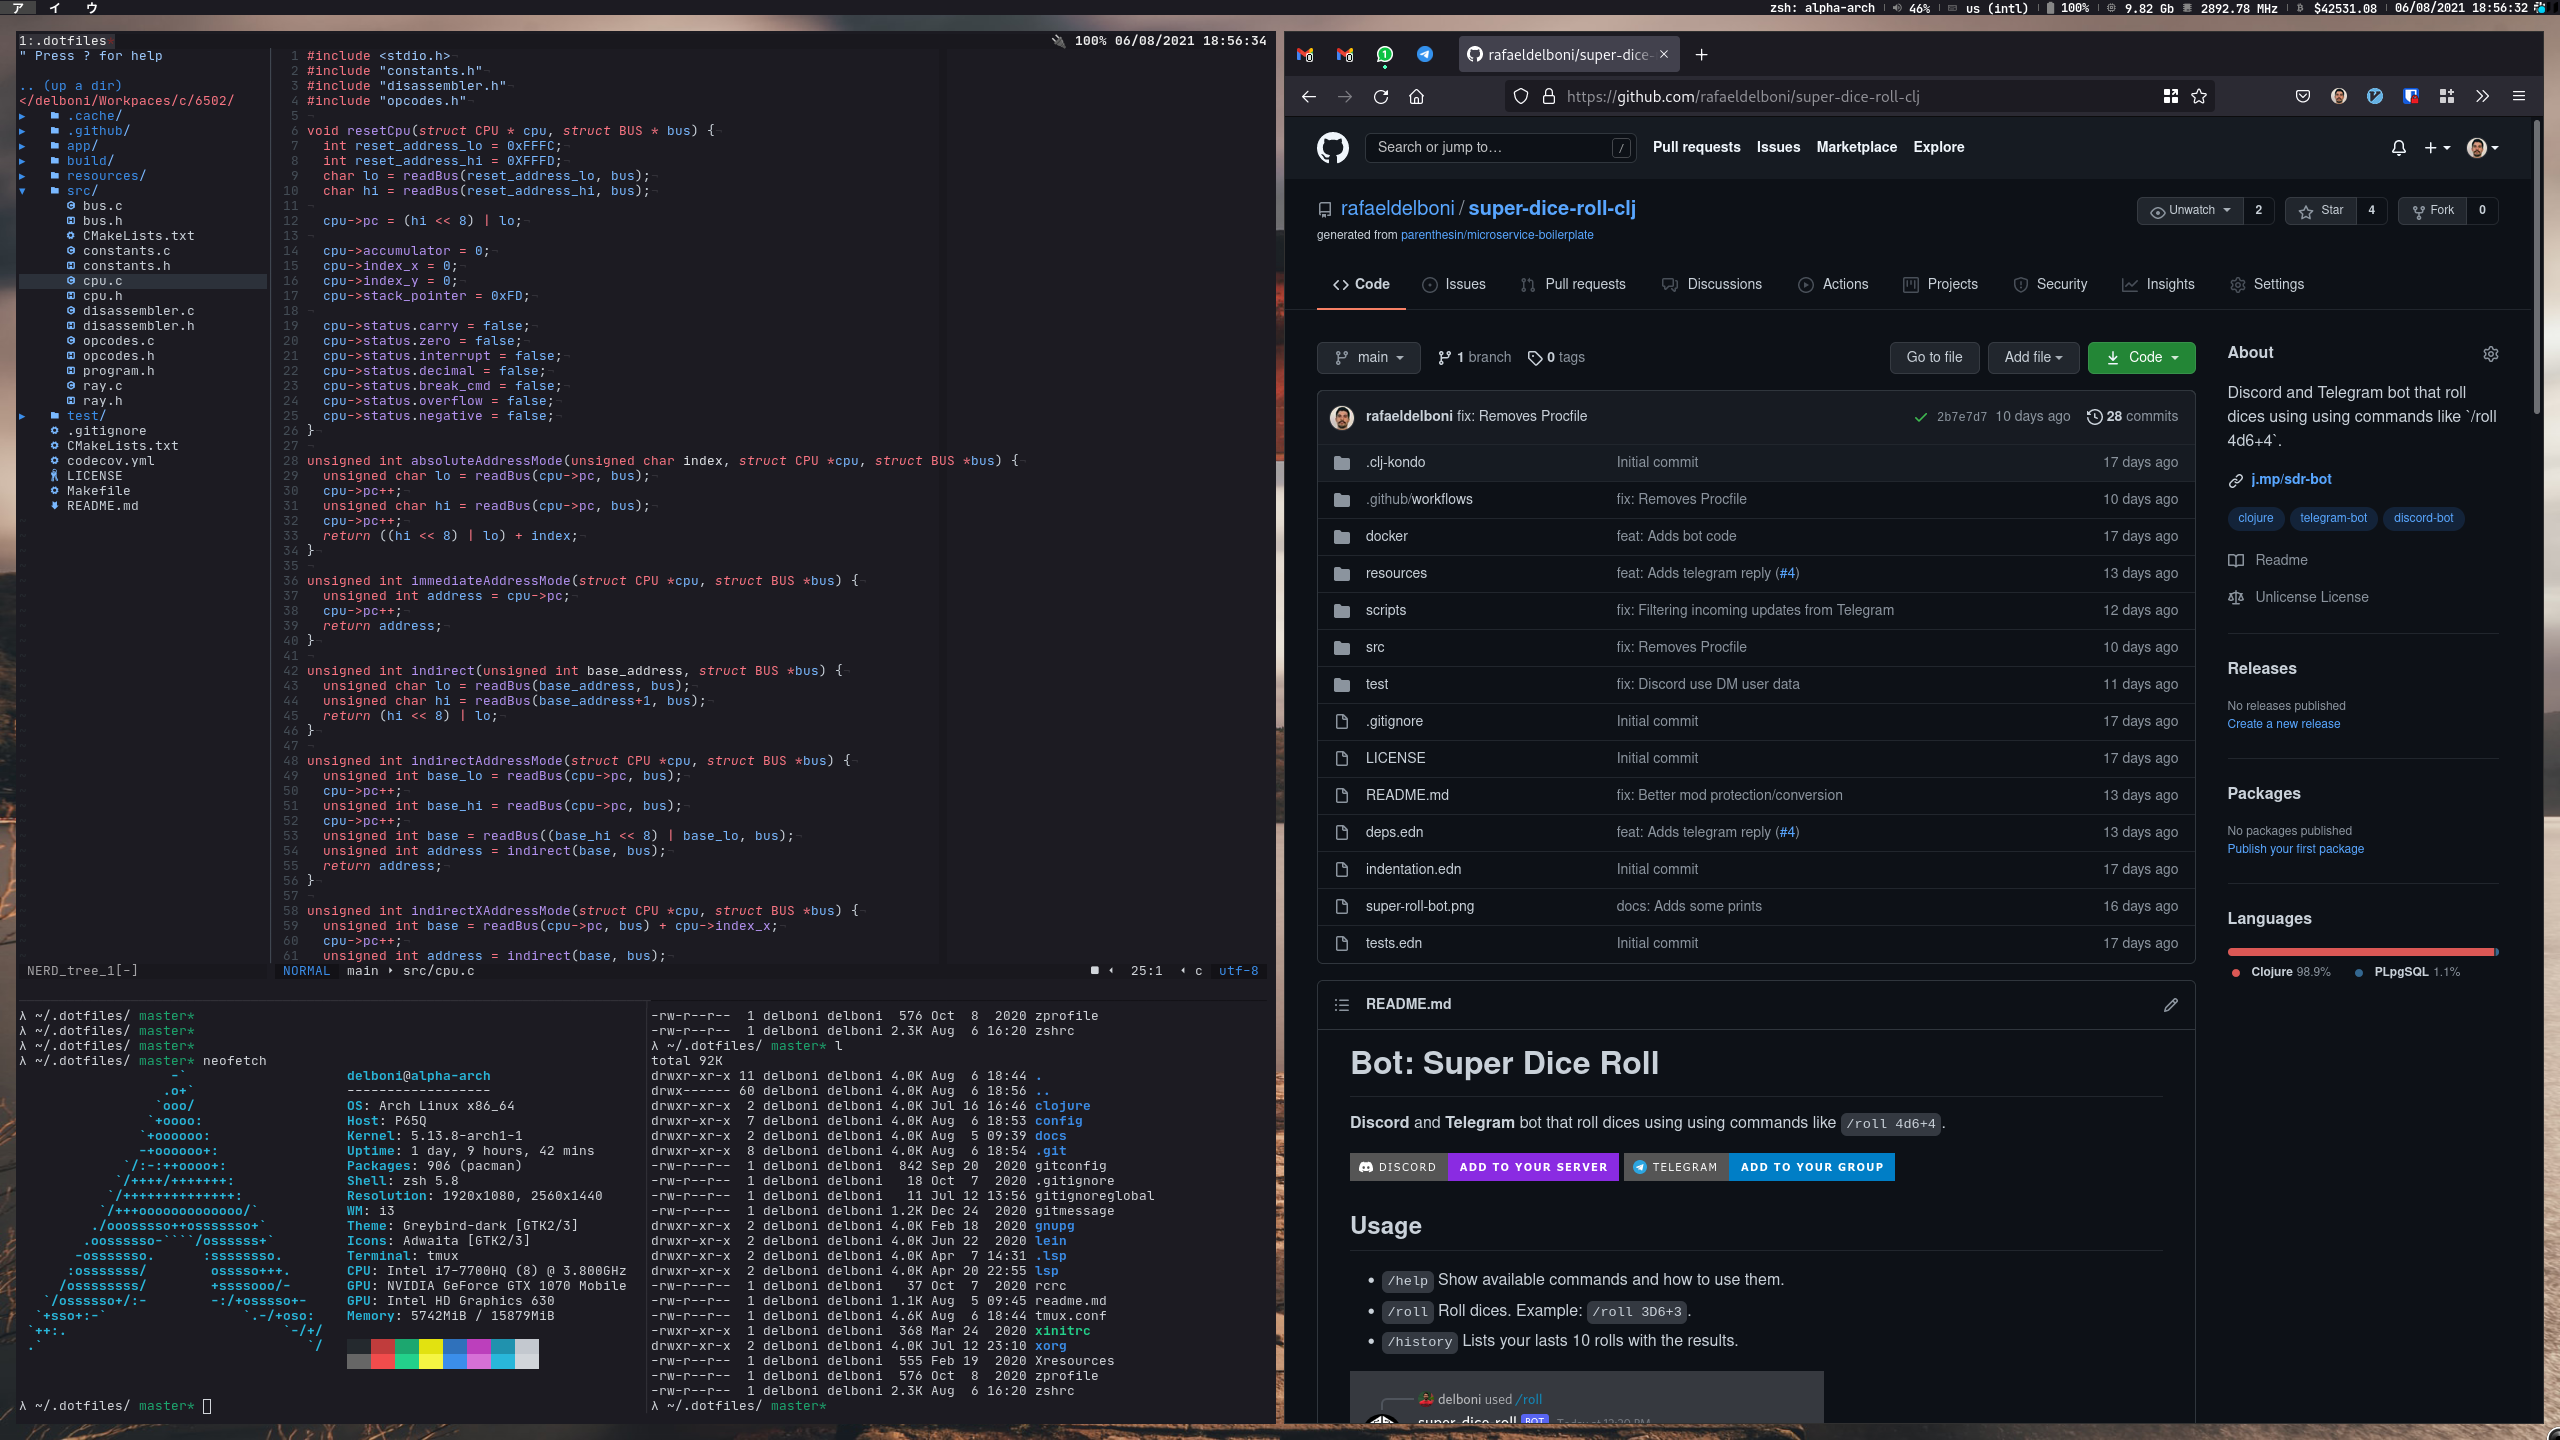 ア イ ウ
zsh: alpha-arch 46% us (intl) 100% 9.82 Gb 2892.78 MHz $42531.08 06/08/2021 18:56:32
1:.dotfiles* 100% 06/08/2021 18:56:34
" Press ? for help
.. (up a dir)
</delboni/Workpaces/c/6502/
.cache/
.github/
app/
build/
resources/
src/
bus.c
bus.h
CMakeLists.txt
constants.c
constants.h
cpu.c
cpu.h
disassembler.c
disassembler.h
opcodes.c
opcodes.h
program.h
ray.c
ray.h
test/
.gitignore
CMakeLists.txt
codecov.yml
LICENSE
Makefile
README.md
NERD_tree_1[-]
1 #include <stdio.h>¬
2 #include "constants.h"¬
3 #include "disassembler.h"¬
4 #include "opcodes.h"¬
5 ¬
6 void resetCpu(struct CPU * cpu, struct BUS * bus) {¬
7 int reset_address_lo = 0xFFFC;¬
8 int reset_address_hi = 0XFFFD;¬
9 char lo = readBus(reset_address_lo, bus);¬
10 char hi = readBus(reset_address_hi, bus);¬
11 ¬
12 cpu->pc = (hi << 8) | lo;¬
13 ¬
14 cpu->accumulator = 0;¬
15 cpu->index_x = 0;¬
16 cpu->index_y = 0;¬
17 cpu->stack_pointer = 0xFD;¬
18 ¬
19 cpu->status.carry = false;¬
20 cpu->status.zero = false;¬
21 cpu->status.interrupt = false;¬
22 cpu->status.decimal = false;¬
23 cpu->status.break_cmd = false;¬
24 cpu->status.overflow = false;¬
25 cpu->status.negative = false;¬
26 }¬
27 ¬
28 unsigned int absoluteAddressMode(unsigned char index, struct CPU *cpu, struct BUS *bus) {¬
29 unsigned char lo = readBus(cpu->pc, bus);¬
30 cpu->pc++;¬
31 unsigned char hi = readBus(cpu->pc, bus);¬
32 cpu->pc++;¬
33 return ((hi << 8) | lo) + index;¬
34 }¬
35 ¬
36 unsigned int immediateAddressMode(struct CPU *cpu, struct BUS *bus) {¬
37 unsigned int address = cpu->pc;¬
38 cpu->pc++;¬
39 return address;¬
40 }¬
41 ¬
42 unsigned int indirect(unsigned int base_address, struct BUS *bus) {¬
43 unsigned char lo = readBus(base_address, bus);¬
44 unsigned char hi = readBus(base_address+1, bus);¬
45 return (hi << 8) | lo;¬
46 }¬
47 ¬
48 unsigned int indirectAddressMode(struct CPU *cpu, struct BUS *bus) {¬
49 unsigned int base_lo = readBus(cpu->pc, bus);¬
50 cpu->pc++;¬
51 unsigned int base_hi = readBus(cpu->pc, bus);¬
52 cpu->pc++;¬
53 unsigned int base = readBus((base_hi << 8) | base_lo, bus);¬
54 unsigned int address = indirect(base, bus);¬
55 return address;¬
56 }¬
57 ¬
58 unsigned int indirectXAddressMode(struct CPU *cpu, struct BUS *bus) {¬
59 unsigned int base = readBus(cpu->pc, bus) + cpu->index_x;¬
60 cpu->pc++;¬
61 unsigned int address = indirect(base, bus);¬
NORMAL main src/cpu.c 25:1 c utf-8
λ ~/.dotfiles/ master*
λ ~/.dotfiles/ master*
λ ~/.dotfiles/ master*
λ ~/.dotfiles/ master* neofetch
delboni@alpha-arch
------------------
OS: Arch Linux x86_64
Host: P65Q
Kernel: 5.13.8-arch1-1
Uptime: 1 day, 9 hours, 42 mins
Packages: 906 (pacman)
Shell: zsh 5.8
Resolution: 1920x1080, 2560x1440
WM: i3
Theme: Greybird-dark [GTK2/3]
Icons: Adwaita [GTK2/3]
Terminal: tmux
CPU: Intel i7-7700HQ (8) @ 3.800GHz
GPU: NVIDIA GeForce GTX 1070 Mobile
GPU: Intel HD Graphics 630
Memory: 5742MiB / 15879MiB
λ ~/.dotfiles/ master*
-rw-r--r-- 1 delboni delboni 576 Oct 8 2020 zprofile
-rw-r--r-- 1 delboni delboni 2.3K Aug 6 16:20 zshrc
λ ~/.dotfiles/ master* l
total 92K
drwxr-xr-x 11 delboni delboni 4.0K Aug 6 18:44 .
drwx------ 60 delboni delboni 4.0K Aug 6 18:56 ..
drwxr-xr-x 2 delboni delboni 4.0K Jul 16 16:46 clojure
drwxr-xr-x 7 delboni delboni 4.0K Aug 6 18:53 config
drwxr-xr-x 2 delboni delboni 4.0K Aug 5 09:39 docs
drwxr-xr-x 8 delboni delboni 4.0K Aug 6 18:54 .git
-rw-r--r-- 1 delboni delboni 842 Sep 20 2020 gitconfig
-rw-r--r-- 1 delboni delboni 18 Oct 7 2020 .gitignore
-rw-r--r-- 1 delboni delboni 11 Jul 12 13:56 gitignoreglobal
-rw-r--r-- 1 delboni delboni 1.2K Dec 24 2020 gitmessage
drwxr-xr-x 2 delboni delboni 4.0K Feb 18 2020 gnupg
drwxr-xr-x 2 delboni delboni 4.0K Jun 22 2020 lein
drwxr-xr-x 2 delboni delboni 4.0K Apr 7 14:31 .lsp
drwxr-xr-x 2 delboni delboni 4.0K Apr 20 22:55 lsp
-rw-r--r-- 1 delboni delboni 37 Oct 7 2020 rcrc
-rw-r--r-- 1 delboni delboni 1.1K Aug 5 09:45 readme.md
-rw-r--r-- 1 delboni delboni 4.6K Aug 6 18:44 tmux.conf
-rwxr-xr-x 1 delboni delboni 368 Mar 24 2020 xinitrc
drwxr-xr-x 2 delboni delboni 4.0K Jul 12 23:10 xorg
-rw-r--r-- 1 delboni delboni 555 Feb 19 2020 Xresources
-rw-r--r-- 1 delboni delboni 576 Oct 8 2020 zprofile
-rw-r--r-- 1 delboni delboni 2.3K Aug 6 16:20 zshrc
λ ~/.dotfiles/ master*
rafaeldelboni/super-dice-
https://github.com/rafaeldelboni/super-dice-roll-clj
Search or jump to… / Pull requests Issues Marketplace Explore
rafaeldelboni / super-dice-roll-clj Unwatch 2 Star 4 Fork 0
generated from parenthesin/microservice-boilerplate
Code Issues Pull requests Discussions Actions Projects Security Insights Settings
main 1 branch 0 tags Go to file Add file Code
rafaeldelboni fix: Removes Procfile 2b7e7d7 10 days ago 28 commits
.clj-kondo Initial commit 17 days ago
.github/workflows fix: Removes Procfile 10 days ago
docker feat: Adds bot code 17 days ago
resources feat: Adds telegram reply (#4) 13 days ago
scripts fix: Filtering incoming updates from Telegram 12 days ago
src fix: Removes Procfile 10 days ago
test fix: Discord use DM user data 11 days ago
.gitignore Initial commit 17 days ago
LICENSE Initial commit 17 days ago
README.md fix: Better mod protection/conversion 13 days ago
deps.edn feat: Adds telegram reply (#4) 13 days ago
indentation.edn Initial commit 17 days ago
super-roll-bot.png docs: Adds some prints 16 days ago
tests.edn Initial commit 17 days ago
About
Discord and Telegram bot that roll
dices using using commands like `/roll
4d6+4`.
j.mp/sdr-bot
clojure telegram-bot discord-bot
Readme
Unlicense License
Releases
No releases published
Create a new release
Packages
No packages published
Publish your first package
Languages
Clojure 98.9% PLpgSQL 1.1%
README.md
Bot: Super Dice Roll
Discord and Telegram bot that roll dices using using commands like /roll 4d6+4.
DISCORD ADD TO YOUR SERVER TELEGRAM ADD TO YOUR GROUP
Usage
• /help Show available commands and how to use them.
• /roll Roll dices. Example: /roll 3D6+3.
• /history Lists your lasts 10 rolls with the results.
delboni used /roll
super-dice-roll BOT